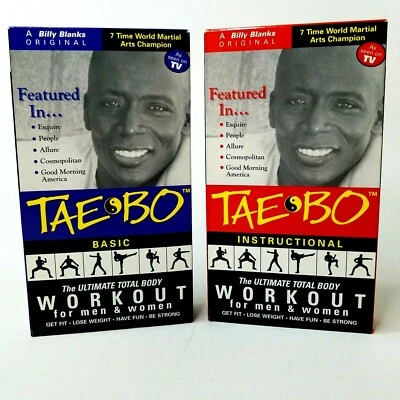 A Billy Blanks
ORIGINAL
7 Time World Martial
Arts Champion
As
seen on
TV
Featured
In...
• Esquire
• People
• Allure
• Cosmopolitan
• Good Morning
America
TAE BO™
BASIC
The ULTIMATE TOTAL BODY
WORKOUT
for men & women
GET FIT • LOSE WEIGHT • HAVE FUN • BE STRONG
A Billy Blanks
ORIGINAL
7 Time World Martial
Arts Champion
As
seen on
TV
Featured
In...
• Esquire
• People
• Allure
• Cosmopolitan
• Good Morning
America
TAE BO™
INSTRUCTIONAL
The ULTIMATE TOTAL BODY
WORKOUT
for men & women
GET FIT • LOSE WEIGHT • HAVE FUN • BE STRONG